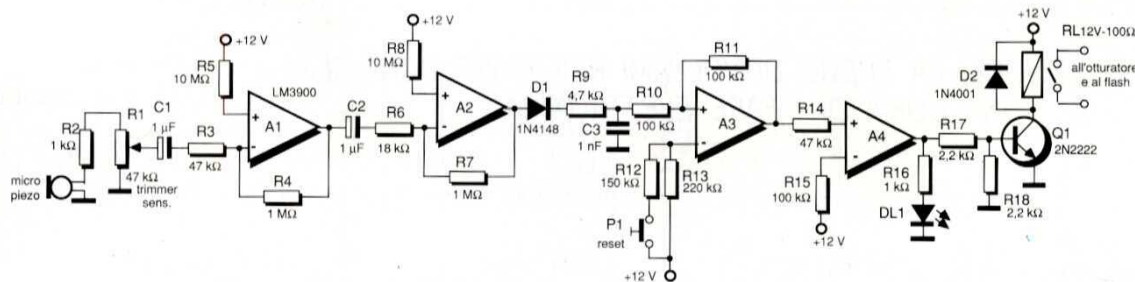 +12 V
R5
10 MΩ
LM3900
A1
R1
R2
1 kΩ
C1
1 µF
R3
47 kΩ
47 kΩ
trimmer
sens.
micro
piezo
R4
1 MΩ
C2
1 µF
+12 V
R8
10 MΩ
R6
18 kΩ
A2
R7
1 MΩ
D1
1N4148
R9
4,7 kΩ
C3
1 nF
R10
100 kΩ
R11
100 kΩ
A3
R12
150 kΩ
R13
220 kΩ
P1
reset
+12 V
R14
47 kΩ
R15
100 kΩ
+12 V
A4
R17
2,2 kΩ
R16
1 kΩ
DL1
R18
2,2 kΩ
Q1
2N2222
D2
1N4001
+12 V
RL12V-100Ω
all'otturatore
e al flash
+
-
+
-
+
-
+
-